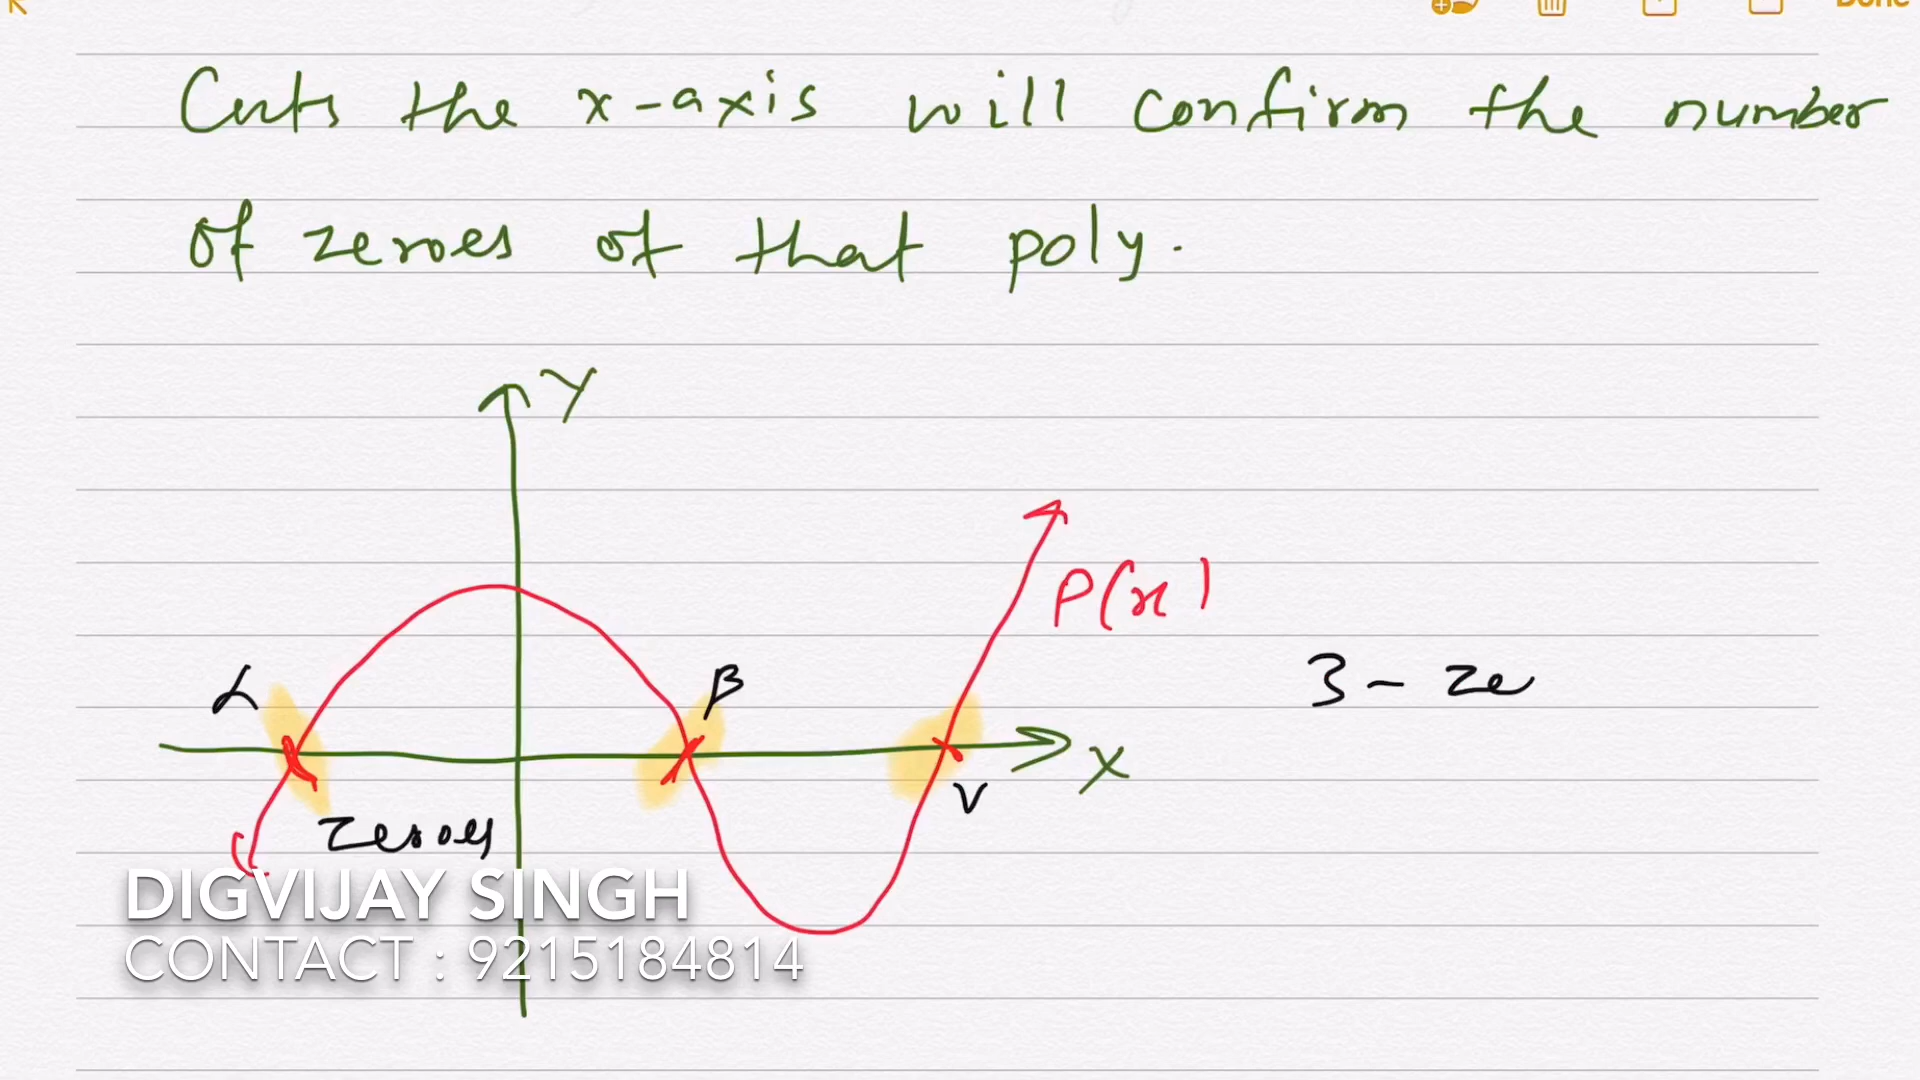 Done
Cuts the x-axis will confirm the number
of zeroes of that poly.
Y
P(x)
α
β
3 - ze
X
γ
zeroes
DIGVIJAY SINGH
CONTACT : 9215184814